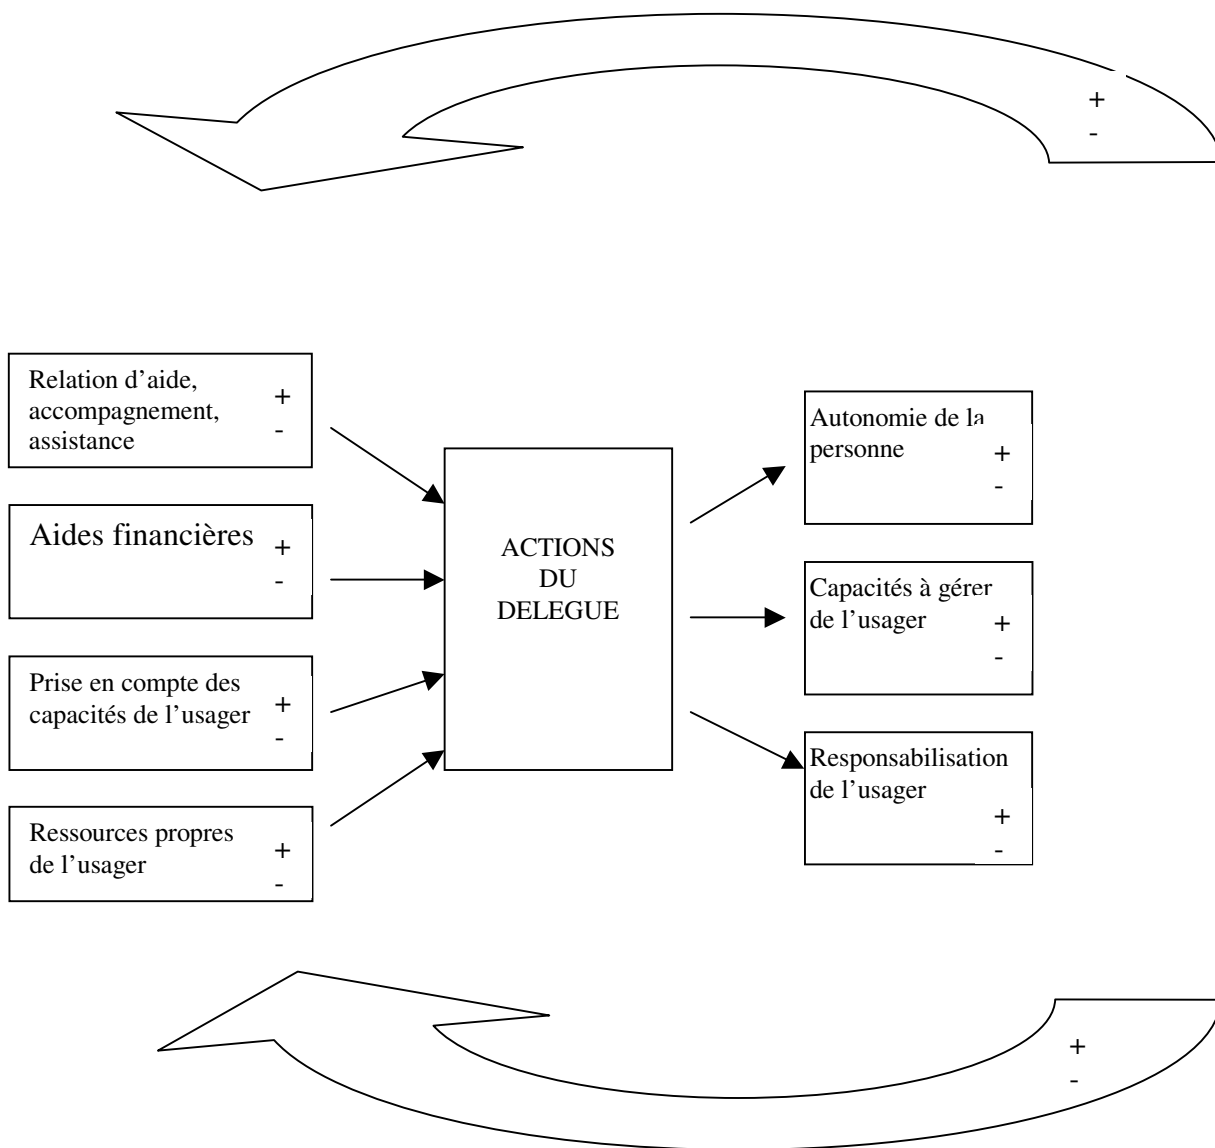 +
-
Relation d’aide,
accompagnement,
assistance
+
-
Aides financières
+
-
Prise en compte des
capacités de l’usager
+
-
Ressources propres
de l’usager
+
-
ACTIONS
DU
DELEGUE
Autonomie de la
personne
+
-
Capacités à gérer
de l’usager
+
-
Responsabilisation
de l’usager
+
-
+
-